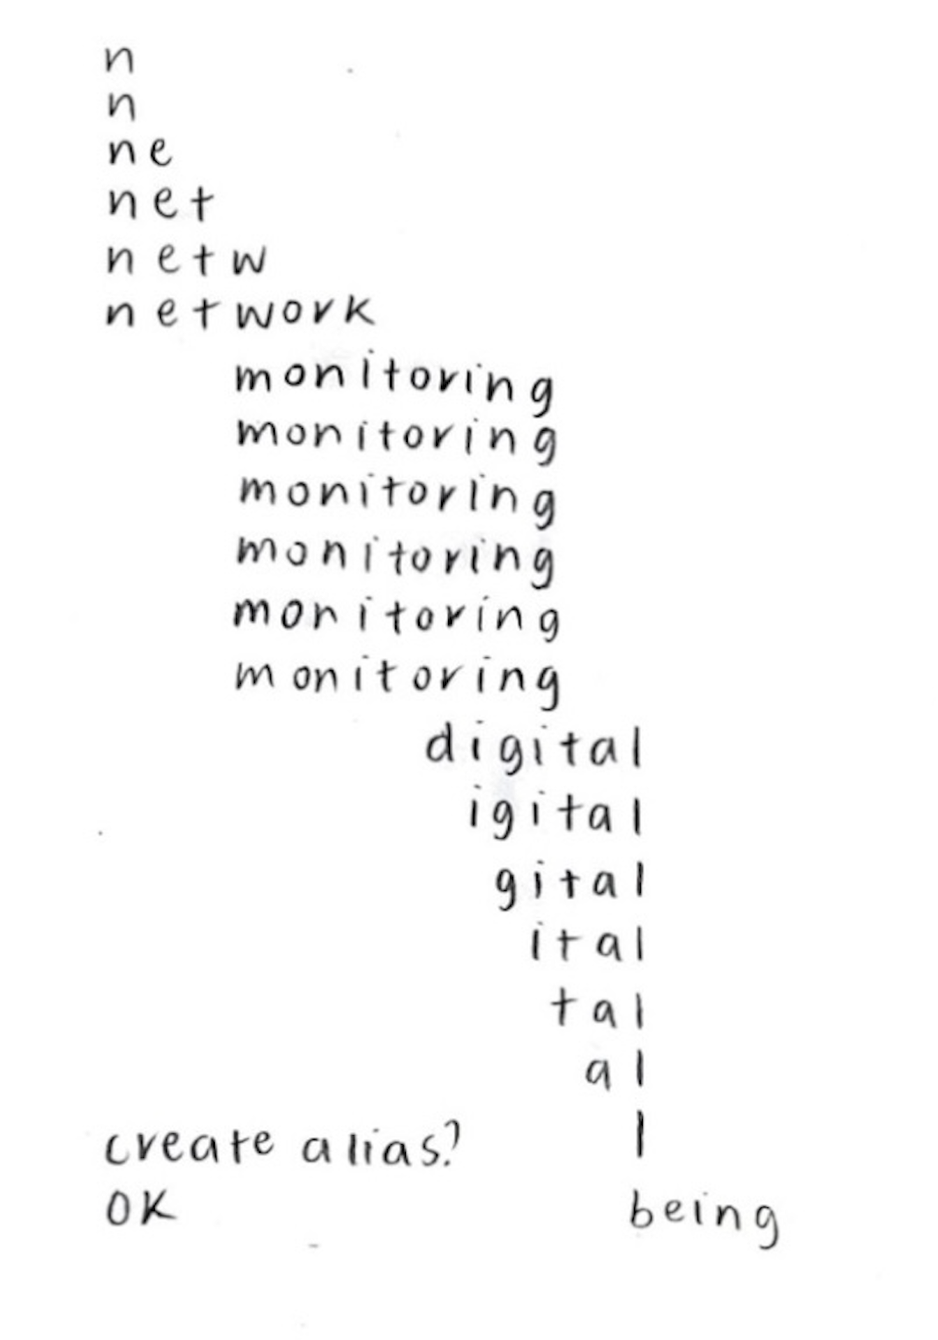 n
n
ne
net
netw
network
monitoring
monitoring
monitoring
monitoring
monitoring
monitoring
digital
igital
gital
ital
tal
al
l
create alias?
OK
being